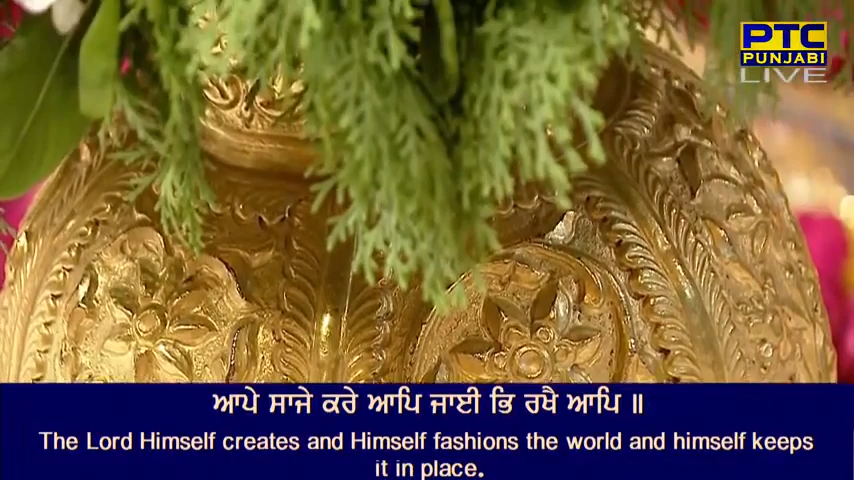 PTC
PUNJABI
LIVE
ਆਪੇ ਸਾਜੇ ਕਰੇ ਆਪਿ ਜਾਈ ਭਿ ਰਖੈ ਆਪਿ ॥
The Lord Himself creates and Himself fashions the world and himself keeps
it in place.